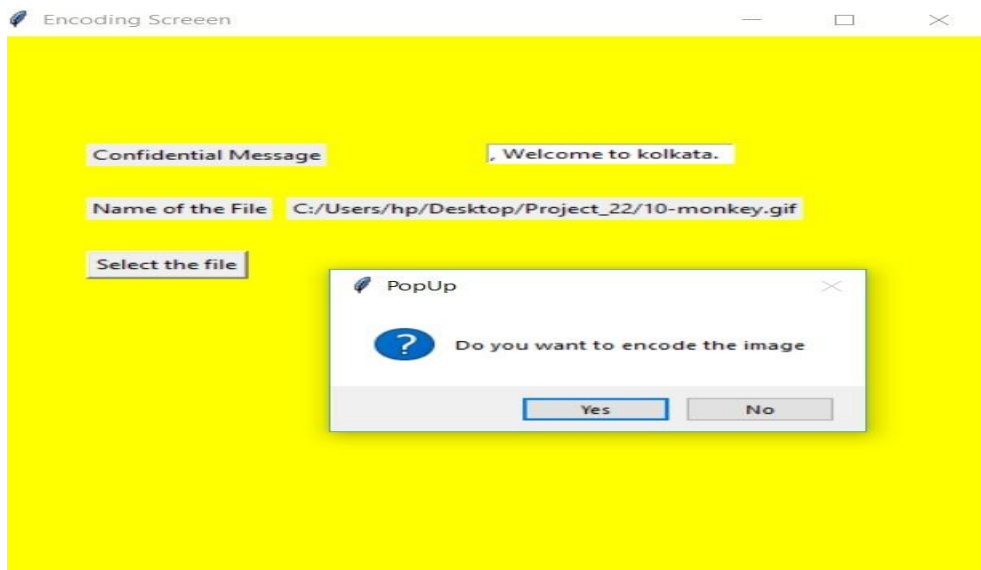 Encoding Screeen
Confidential Message , Welcome to kolkata.
Name of the File C:/Users/hp/Desktop/Project_22/10-monkey.gif
Select the file
PopUp
? Do you want to encode the image
Yes No